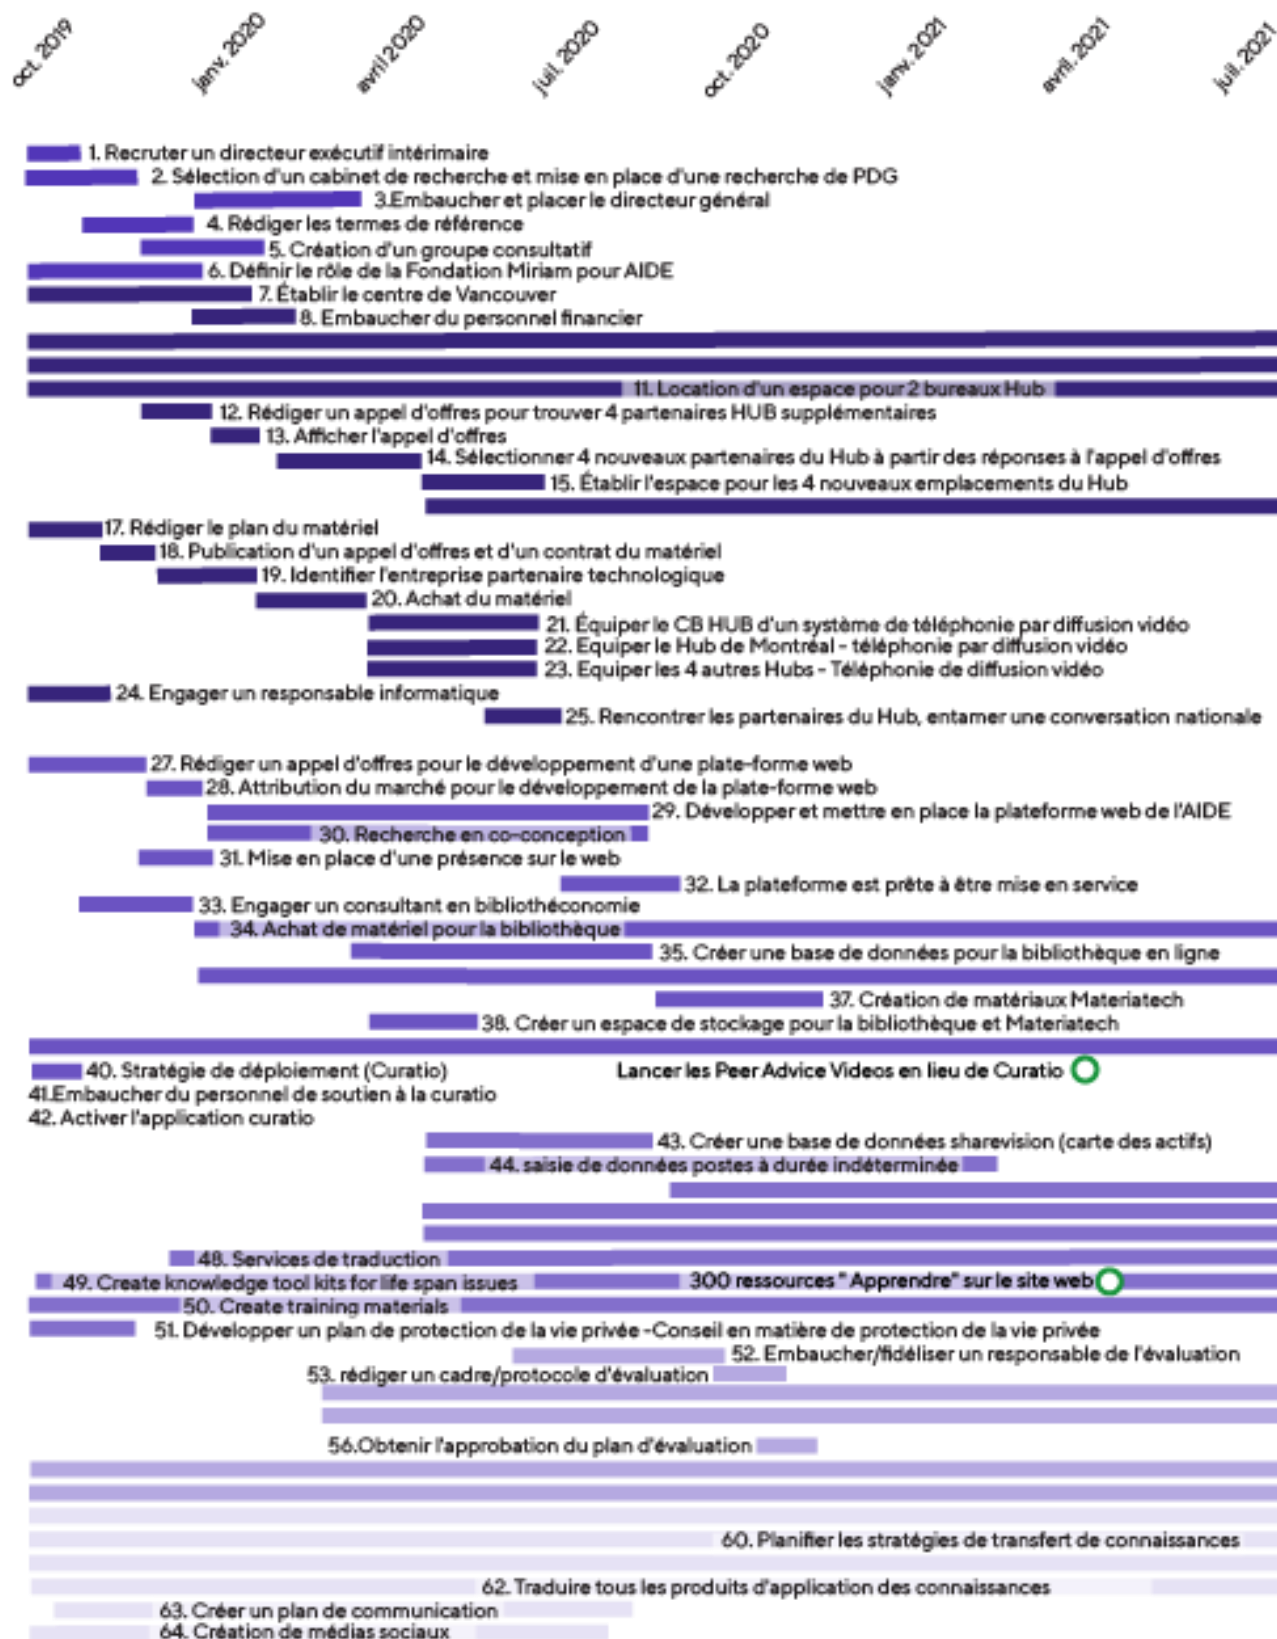 oct. 2019
janv. 2020
avril 2020
juil. 2020
oct. 2020
janv. 2021
avril. 2021
juil. 2021
1. Recruter un directeur exécutif intérimaire
2. Sélection d'un cabinet de recherche et mise en place d'une recherche de PDG
3.Embaucher et placer le directeur général
4. Rédiger les termes de référence
5. Création d'un groupe consultatif
6. Définir le rôle de la Fondation Miriam pour AIDE
7. Établir le centre de Vancouver
8. Embaucher du personnel financier
11. Location d'un espace pour 2 bureaux Hub
12. Rédiger un appel d'offres pour trouver 4 partenaires HUB supplémentaires
13. Afficher l'appel d'offres
14. Sélectionner 4 nouveaux partenaires du Hub à partir des réponses à l'appel d'offres
15. Établir l'espace pour les 4 nouveaux emplacements du Hub
17. Rédiger le plan du matériel
18. Publication d'un appel d'offres et d'un contrat du matériel
19. Identifier l'entreprise partenaire technologique
20. Achat du matériel
21. Équiper le CB HUB d'un système de téléphonie par diffusion vidéo
22. Equiper le Hub de Montréal - téléphonie par diffusion vidéo
23. Equiper les 4 autres Hubs - Téléphonie de diffusion vidéo
24. Engager un responsable informatique
25. Rencontrer les partenaires du Hub, entamer une conversation nationale
27. Rédiger un appel d'offres pour le développement d'une plate-forme web
28. Attribution du marché pour le développement de la plate-forme web
29. Développer et mettre en place la plateforme web de l'AIDE
30. Recherche en co-conception
31. Mise en place d'une présence sur le web
32. La plateforme est prête à être mise en service
33. Engager un consultant en bibliothéconomie
34. Achat de matériel pour la bibliothèque
35. Créer une base de données pour la bibliothèque en ligne
37. Création de matériaux Materiatech
38. Créer un espace de stockage pour la bibliothèque et Materiatech
40. Stratégie de déploiement (Curatio) Lancer les Peer Advice Videos en lieu de Curatio
41.Embaucher du personnel de soutien à la curatio
42. Activer l'application curatio
43. Créer une base de données sharevision (carte des actifs)
44. saisie de données postes à durée indéterminée
48. Services de traduction
49. Create knowledge tool kits for life span issues 300 ressources " Apprendre" sur le site web
50. Create training materials
51. Développer un plan de protection de la vie privée -Conseil en matière de protection de la vie privée
52. Embaucher/fidéliser un responsable de l'évaluation
53. rédiger un cadre/protocole d'évaluation
56.Obtenir l'approbation du plan d'évaluation
60. Planifier les stratégies de transfert de connaissances
62. Traduire tous les produits d'application des connaissances
63. Créer un plan de communication
64. Création de médias sociaux